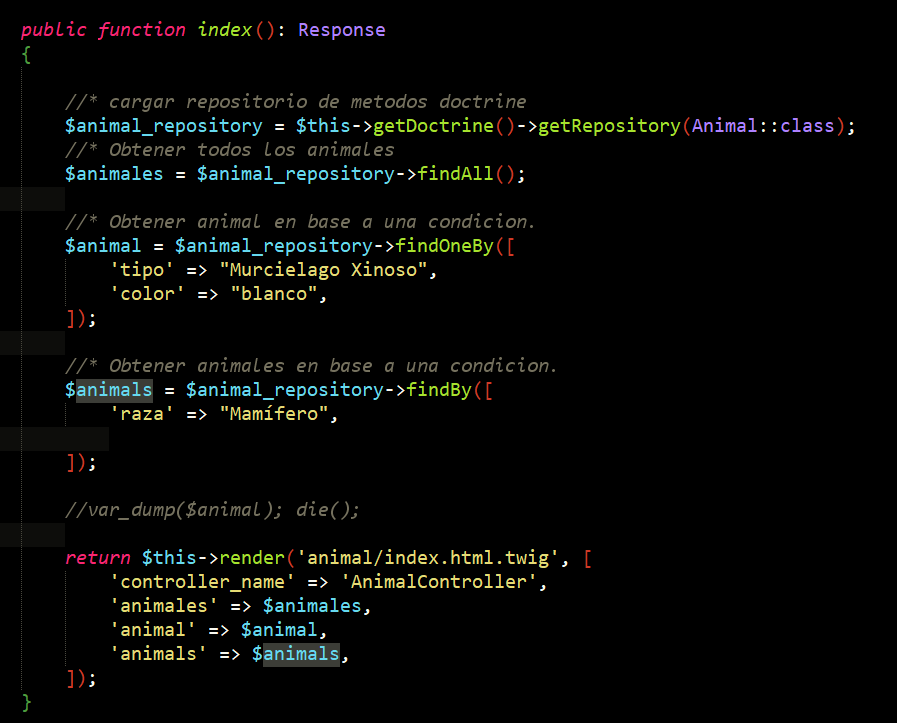 public function index(): Response
{
//* cargar repositorio de metodos doctrine
$animal_repository = $this->getDoctrine()->getRepository(Animal::class);
//* Obtener todos los animales
$animales = $animal_repository->findAll();
//* Obtener animal en base a una condicion.
$animal = $animal_repository->findOneBy([
'tipo' => "Murcielago Xinoso",
'color' => "blanco",
]);
//* Obtener animales en base a una condicion.
$animals = $animal_repository->findBy([
'raza' => "Mamífero",
]);
//var_dump($animal); die();
return $this->render('animal/index.html.twig', [
'controller_name' => 'AnimalController',
'animales' => $animales,
'animal' => $animal,
'animals' => $animals,
]);
}